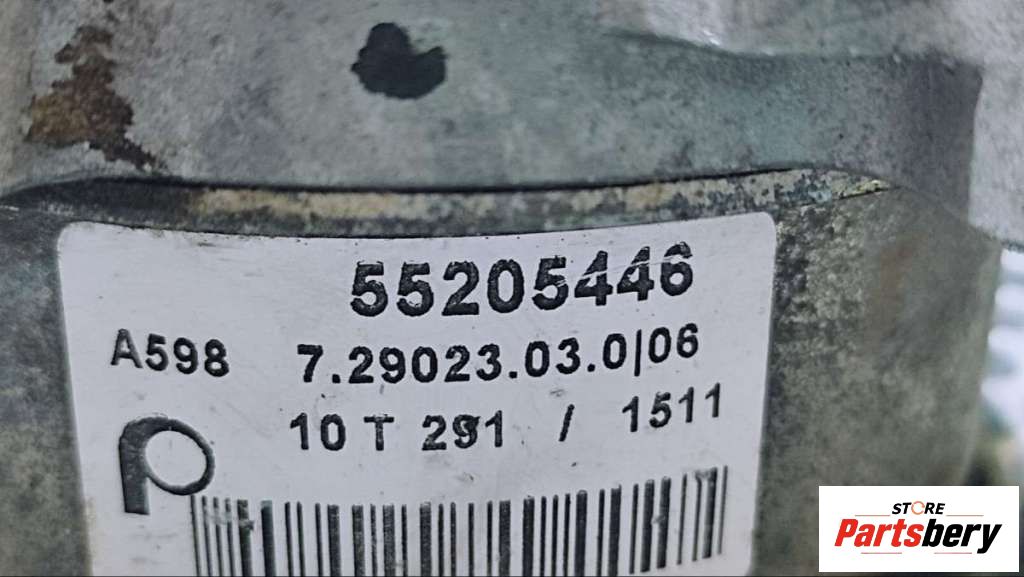 55205446
A598 7.29023.03.0|06
10 T 291 / 1511
p
STORE
Partsbery